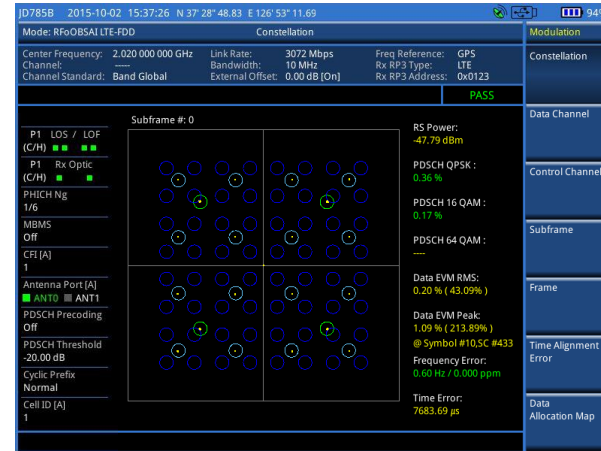 JD785B 2015-10-02 15:37:26 N 37' 28" 48.83 E 126' 53" 11.69 94%
Mode: RFoOBSAI LTE-FDD Constellation Modulation
Center Frequency: 2.020 000 000 GHz Link Rate: 3072 Mbps Freq Reference: GPS
Channel: ----- Bandwidth: 10 MHz Rx RP3 Type: LTE
Channel Standard: Band Global External Offset: 0.00 dB [On] Rx RP3 Address: 0x0123
Constellation
PASS
Data Channel
Subframe #: 0
P1 LOS / LOF
(C/H)
P1 Rx Optic
(C/H)
PHICH Ng
1/6
MBMS
Off
CFI [A]
1
Antenna Port [A]
ANT0 ANT1
PDSCH Precoding
Off
PDSCH Threshold
-20.00 dB
Cyclic Prefix
Normal
Cell ID [A]
1
RS Power:
-47.79 dBm
PDSCH QPSK :
0.36 %
PDSCH 16 QAM :
0.17 %
PDSCH 64 QAM :
----
Data EVM RMS:
0.20 % ( 43.09% )
Data EVM Peak:
1.09 % ( 213.89% )
@ Symbol #10,SC #433
Frequency Error:
0.60 Hz / 0.000 ppm
Time Error:
7683.69 µs
Control Channel
Subframe
Frame
Time Alignment
Error
Data
Allocation Map